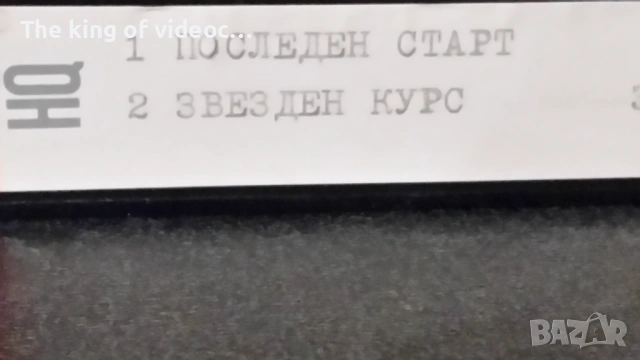 The king of videoc...
1 ПОСЛЕДЕН СТАРТ
2 ЗВЕЗДЕН КУРС
HQ
BAZAR